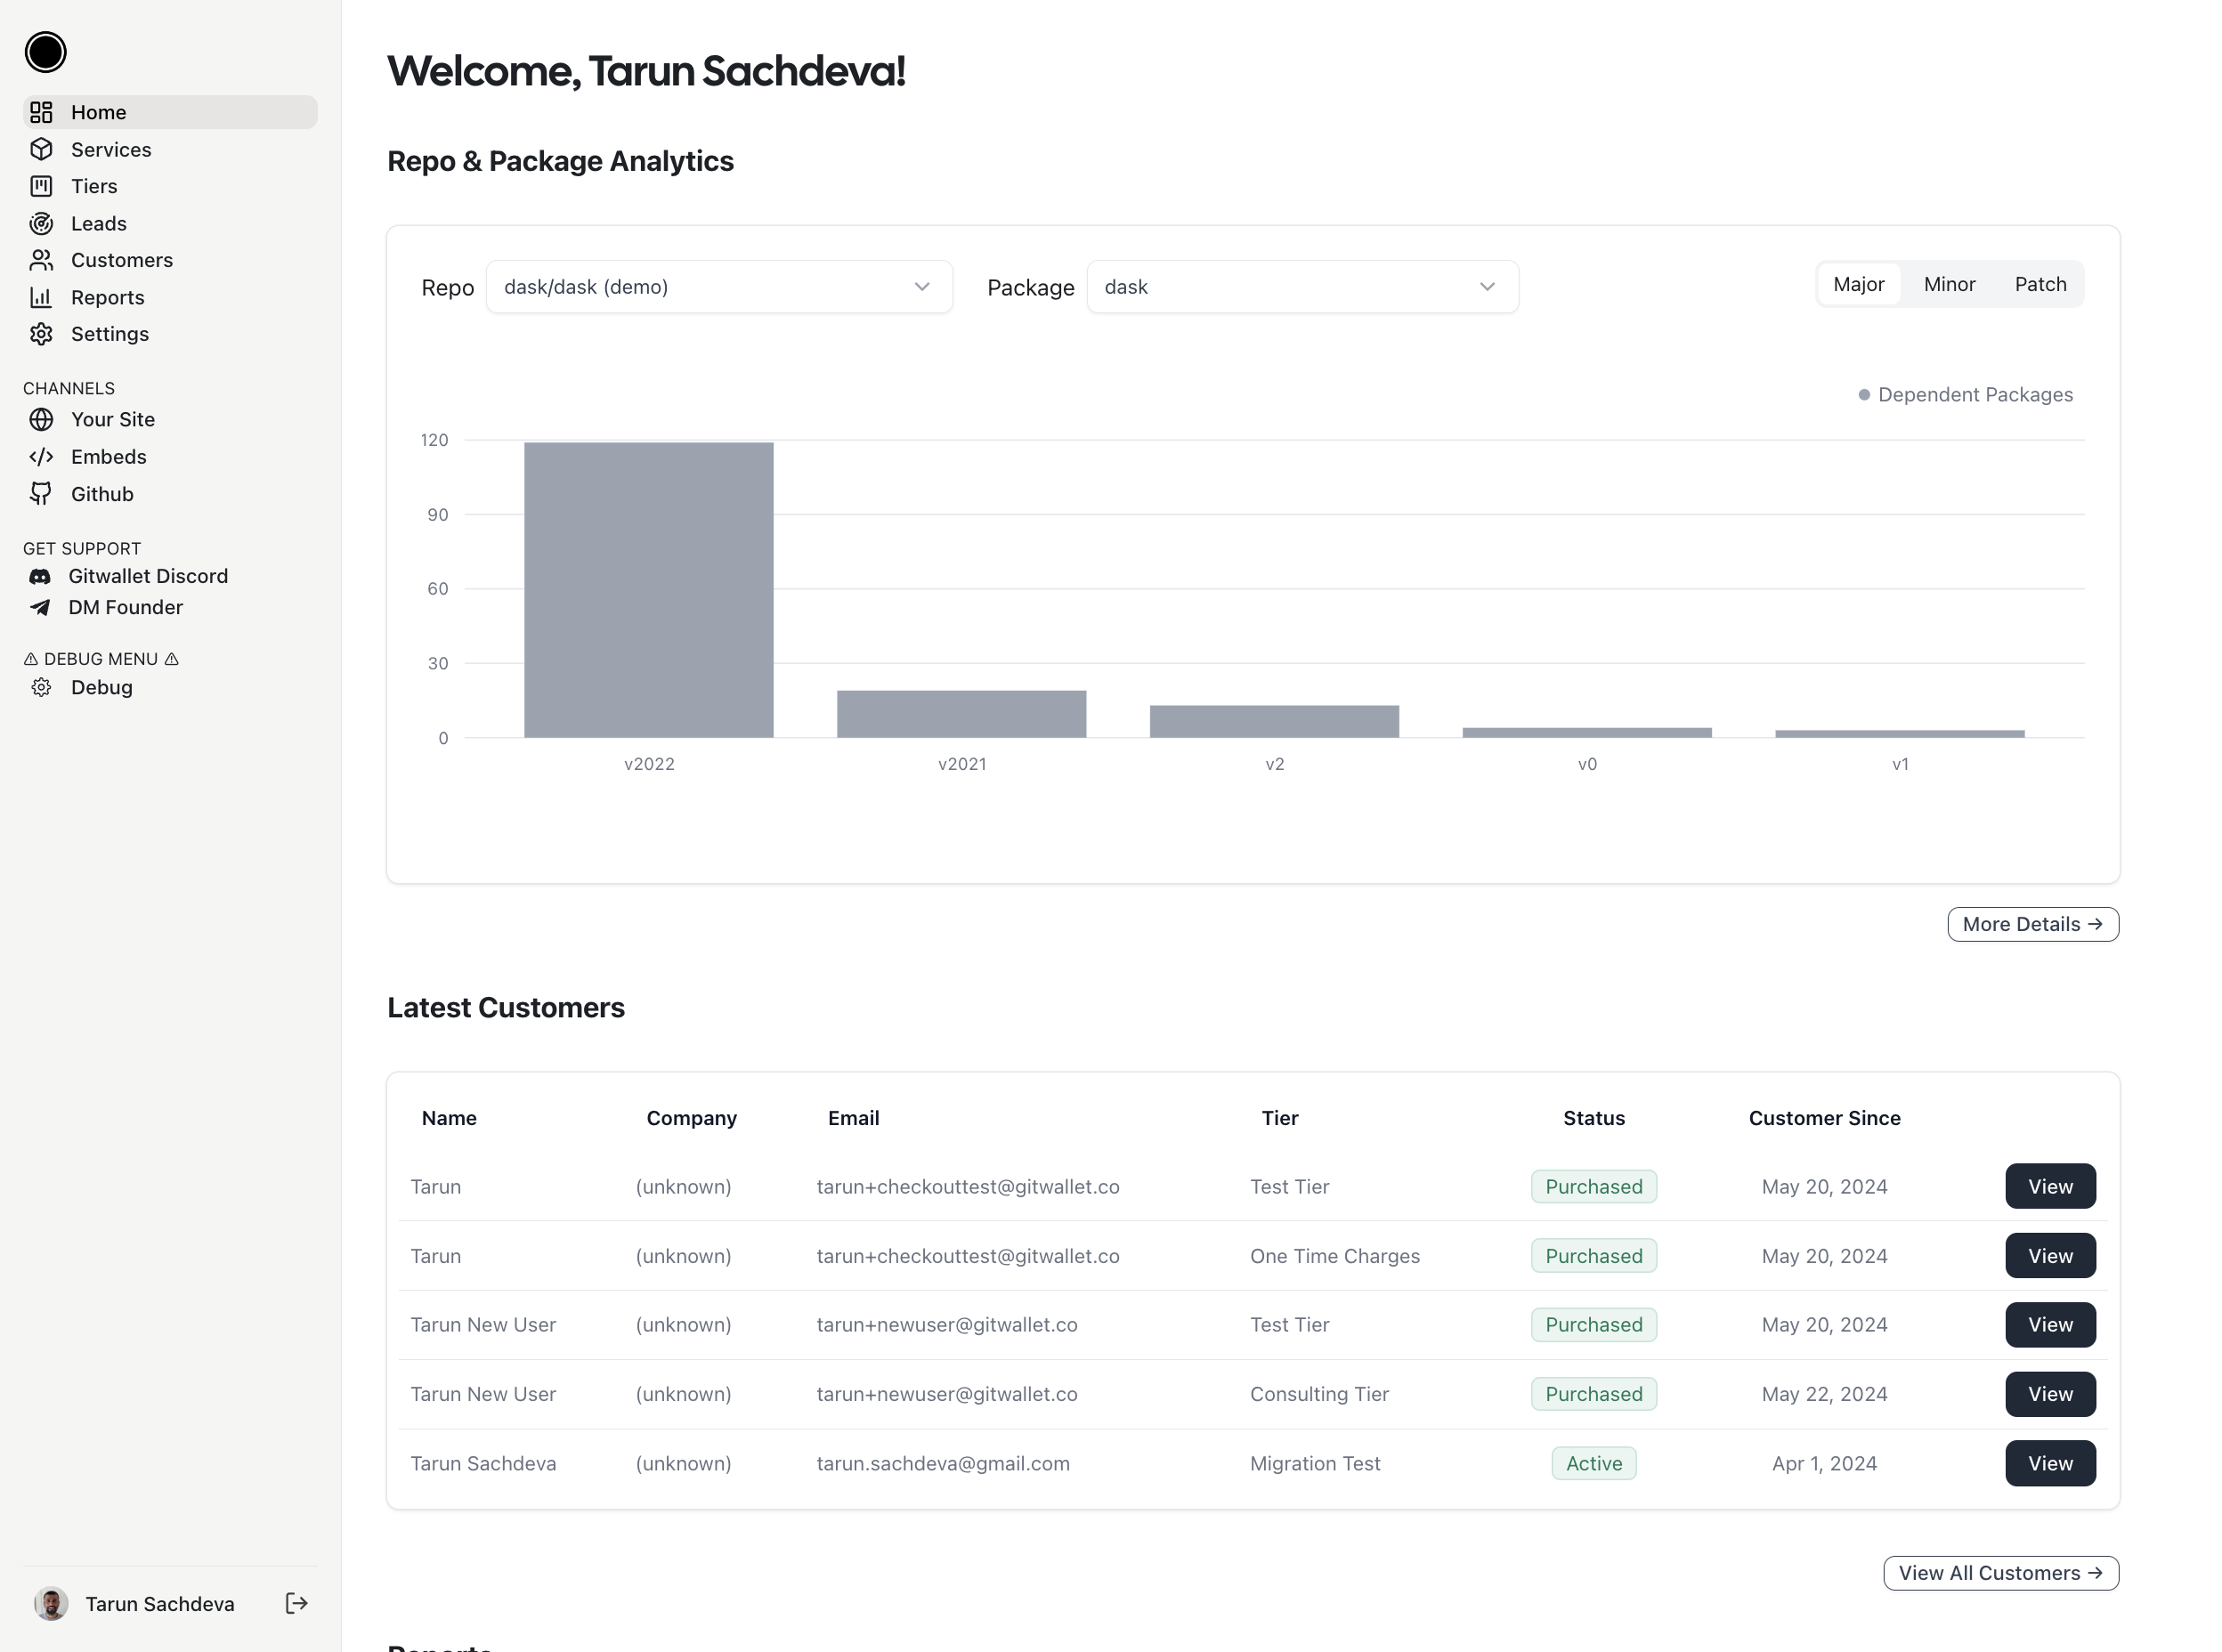 Home
Services
Tiers
Leads
Customers
Reports
Settings
CHANNELS
Your Site
Embeds
Github
GET SUPPORT
Gitwallet Discord
DM Founder
⚠ DEBUG MENU ⚠
Debug
Tarun Sachdeva
Welcome, Tarun Sachdeva!
Repo & Package Analytics
Repo dask/dask (demo) Package dask Major Minor Patch
Dependent Packages
120
90
60
30
0
v2022 v2021 v2 v0 v1
More Details →
Latest Customers
Name Company Email Tier Status Customer Since
Tarun (unknown) tarun+checkouttest@gitwallet.co Test Tier Purchased May 20, 2024 View
Tarun (unknown) tarun+checkouttest@gitwallet.co One Time Charges Purchased May 20, 2024 View
Tarun New User (unknown) tarun+newuser@gitwallet.co Test Tier Purchased May 20, 2024 View
Tarun New User (unknown) tarun+newuser@gitwallet.co Consulting Tier Purchased May 22, 2024 View
Tarun Sachdeva (unknown) tarun.sachdeva@gmail.com Migration Test Active Apr 1, 2024 View
View All Customers →
Reports